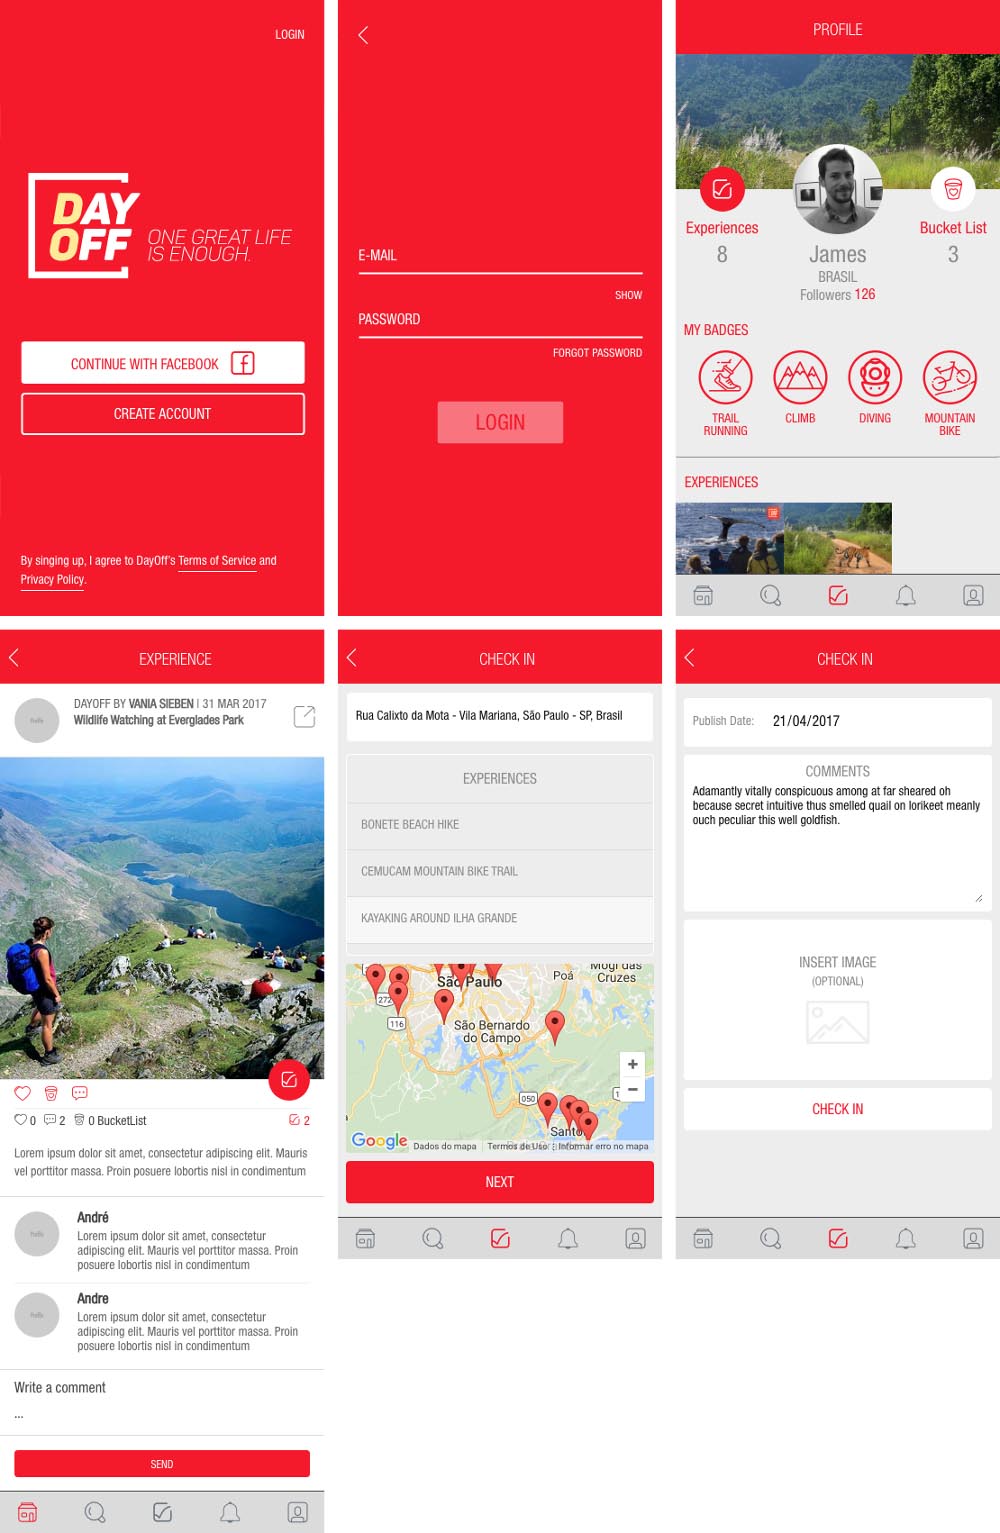 LOGIN
DAY
OFF
ONE GREAT LIFE
IS ENOUGH.
CONTINUE WITH FACEBOOK
CREATE ACCOUNT
By singing up, I agree to DayOff's Terms of Service and
Privacy Policy.
E-MAIL
SHOW
PASSWORD
FORGOT PASSWORD
LOGIN
PROFILE
Experiences
8
Bucket List
3
James
BRASIL
Followers 126
MY BADGES
TRAIL
RUNNING
CLIMB
DIVING
MOUNTAIN
BIKE
EXPERIENCES
EXPERIENCE
DAYOFF BY VANIA SIEBEN | 31 MAR 2017
Wildlife Watching at Everglades Park
0
2
0 BucketList
2
Lorem ipsum dolor sit amet, consectetur adipiscing elit. Mauris
vel porttitor massa. Proin posuere lobortis nisl in condimentum
André
Lorem ipsum dolor sit amet, consectetur
adipiscing elit. Mauris vel porttitor massa. Proin
posuere lobortis nisl in condimentum
Andre
Lorem ipsum dolor sit amet, consectetur
adipiscing elit. Mauris vel porttitor massa. Proin
posuere lobortis nisl in condimentum
Write a comment
...
SEND
CHECK IN
Rua Calixto da Mota - Vila Mariana, São Paulo - SP, Brasil
EXPERIENCES
BONETE BEACH HIKE
CEMUCAM MOUNTAIN BIKE TRAIL
KAYAKING AROUND ILHA GRANDE
São Paulo
Poá
Mogi das
Cruzes
272
116
São Bernardo
do Campo
+
−
050
Santo
Google
Dados do mapa
Termos de Uso
Informar erro no mapa
NEXT
CHECK IN
Publish Date: 21/04/2017
COMMENTS
Adamantly vitally conspicuous among at far sheared oh
because secret intuitive thus smelled quail on lorikeet meanly
ouch peculiar this well goldfish.
INSERT IMAGE
(OPTIONAL)
CHECK IN